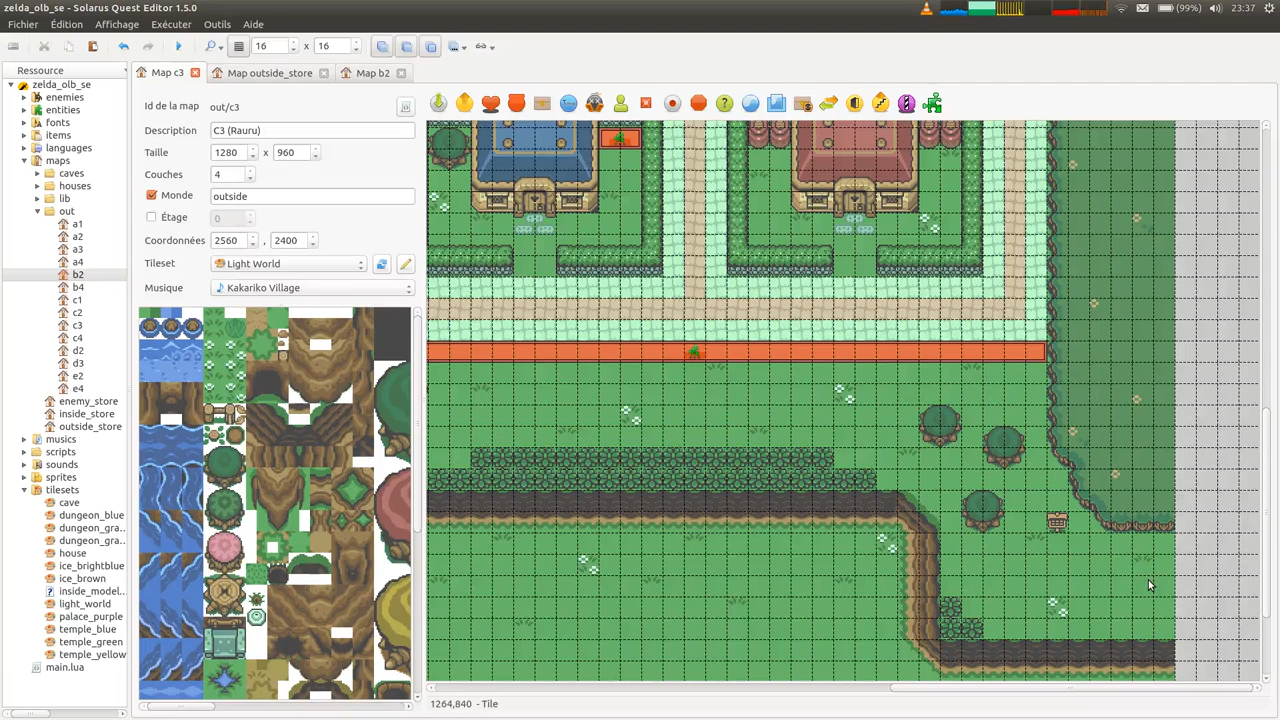 zelda_olb_se - Solarus Quest Editor 1.5.0
(99%) 23:37
Fichier Édition Affichage Exécuter Outils Aide
16 x 16
Ressource
zelda_olb_se
enemies
entities
fonts
items
languages
maps
caves
houses
lib
out
a1
a2
a3
a4
b2
b4
c1
c2
c3
c4
d2
d3
e2
e4
enemy_store
inside_store
outside_store
musics
scripts
sounds
sprites
tilesets
cave
dungeon_blue
dungeon_gra...
dungeon_gra...
house
ice_brightblue
ice_brown
inside_model...
light_world
palace_purple
temple_blue
temple_green
temple_yellow
main.lua
Map c3 Map outside_store Map b2
Id de la map out/c3
Description C3 (Rauru)
Taille 1280 x 960
Couches 4
Monde outside
Étage 0
Coordonnées 2560 , 2400
Tileset Light World
Musique Kakariko Village
1264,840 - Tile